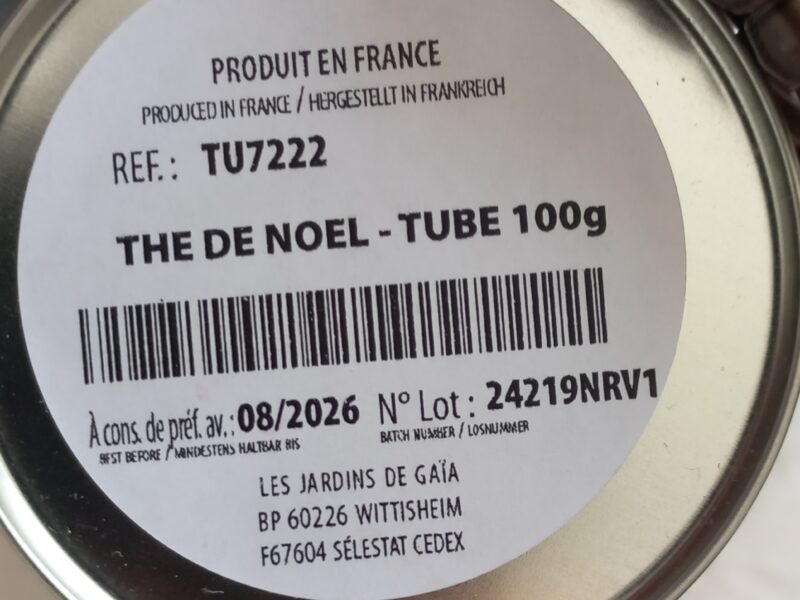 PRODUIT EN FRANCE
PRODUCED IN FRANCE / HERGESTELLT IN FRANKREICH
REF. : TU7222
THE DE NOEL - TUBE 100g
À cons. de préf. av. : 08/2026 N° Lot : 24219NRV1
BEST BEFORE / MINDESTENS HALTBAR BIS BATCH NUMBER / LOSNUMMER
LES JARDINS DE GAÏA
BP 60226 WITTISHEIM
F67604 SÉLESTAT CEDEX